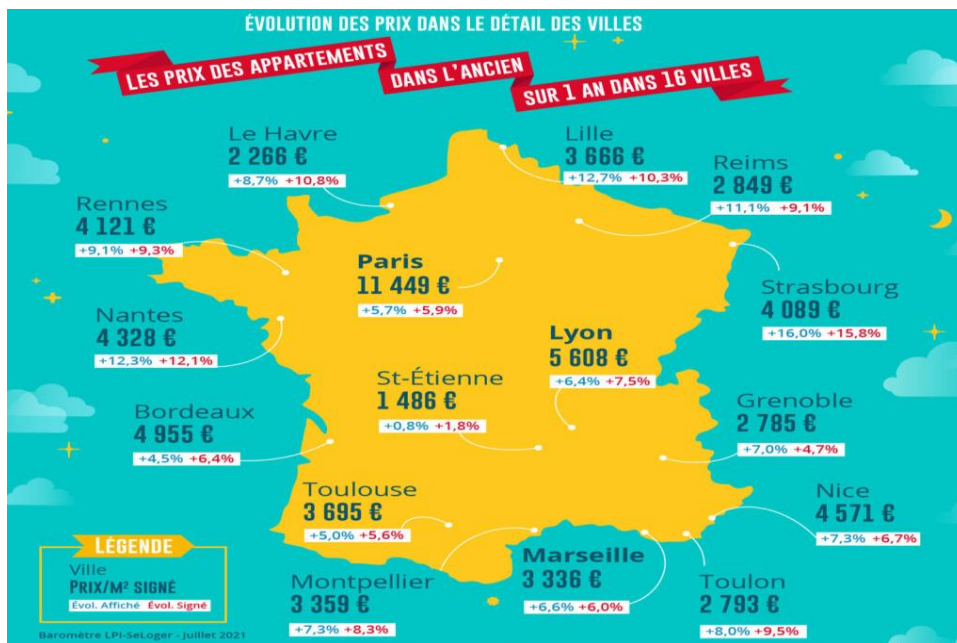 ÉVOLUTION DES PRIX DANS LE DÉTAIL DES VILLES
LES PRIX DES APPARTEMENTS
DANS L'ANCIEN
SUR 1 AN DANS 16 VILLES
Le Havre
2 266 €
+8,7% +10,8%
Lille
3 666 €
+12,7% +10,3%
Reims
2 849 €
+11,1% +9,1%
Rennes
4 121 €
+9,1% +9,3%
Paris
11 449 €
+5,7% +5,9%
Strasbourg
4 089 €
+16,0% +15,8%
Nantes
4 328 €
+12,3% +12,1%
Lyon
5 608 €
+6,4% +7,5%
St-Étienne
1 486 €
+0,8% +1,8%
Bordeaux
4 955 €
+4,5% +6,4%
Grenoble
2 785 €
+7,0% +4,7%
Toulouse
3 695 €
+5,0% +5,6%
Nice
4 571 €
+7,3% +6,7%
Montpellier
3 359 €
+7,3% +8,3%
Marseille
3 336 €
+6,6% +6,0%
Toulon
2 793 €
+8,0% +9,5%
LÉGENDE
Ville
PRIX/M² SIGNÉ
Évol. Affiché Évol. Signé
Baromètre LPI-SeLoger - Juillet 2021